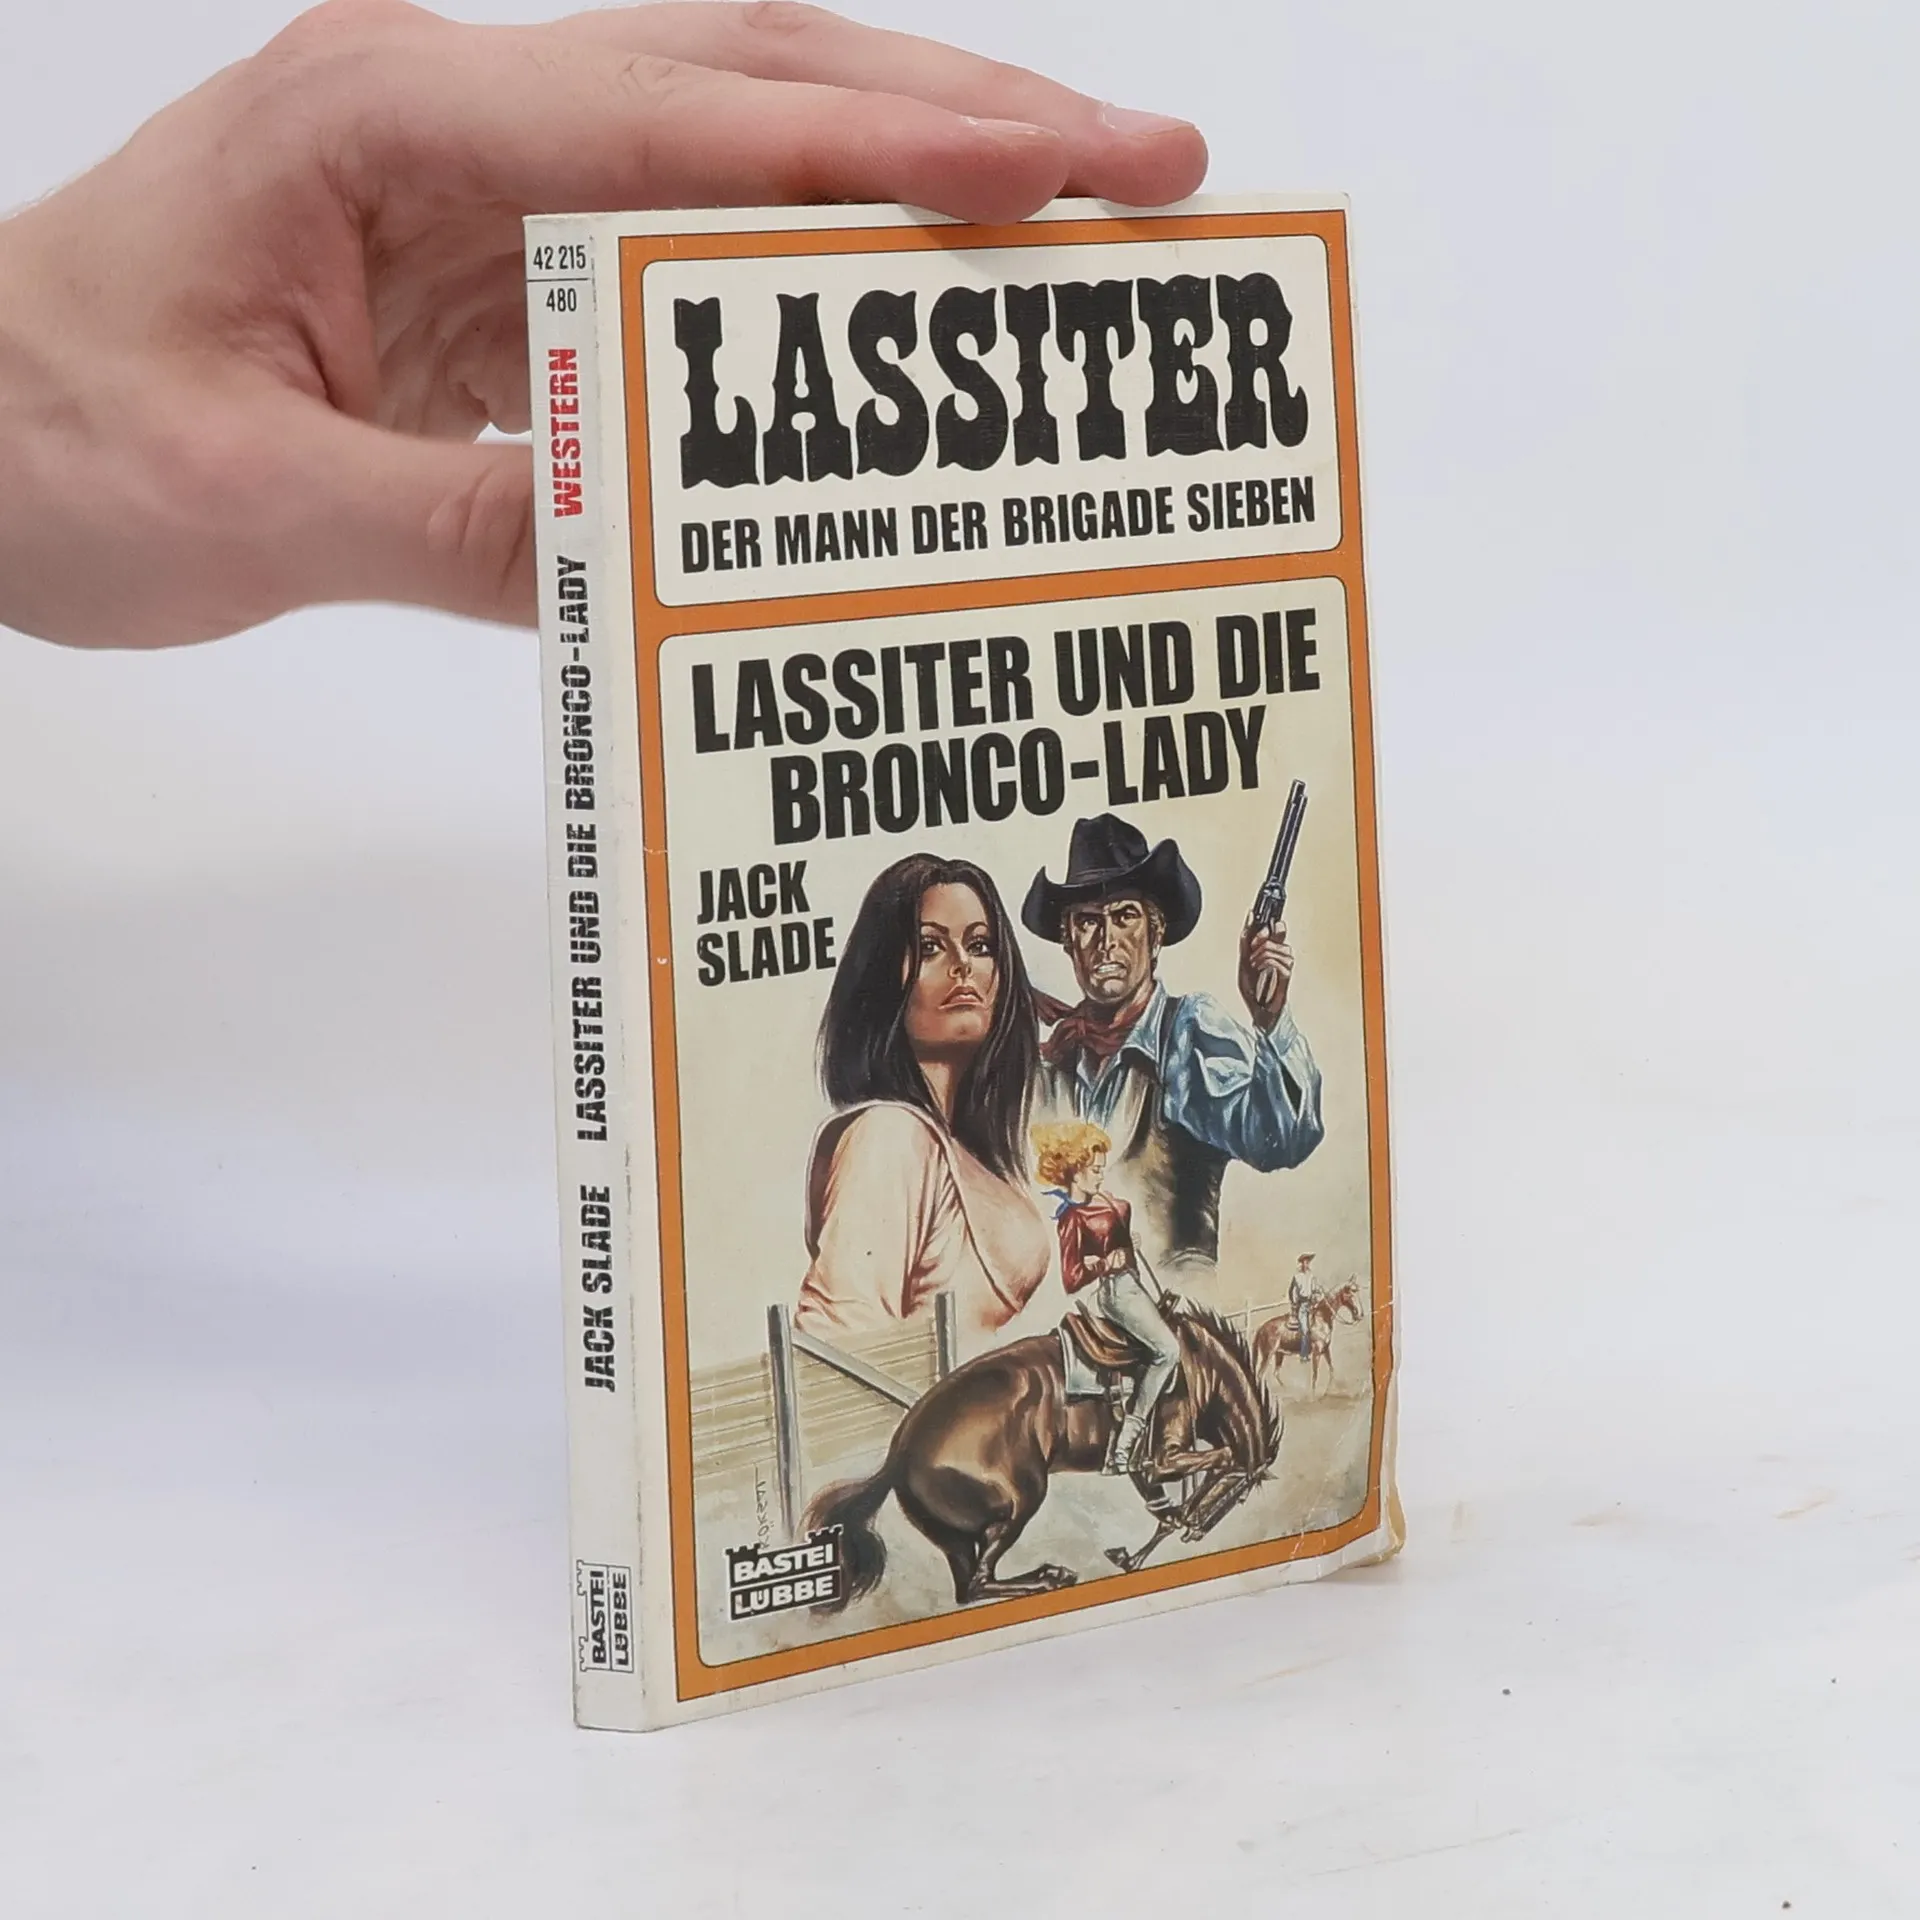 42 215
480
WESTERN
LASSITER UND DIE BRONCO-LADY
JACK SLADE
BASTEI
LÜBBE
LASSITER
DER MANN DER BRIGADE SIEBEN
LASSITER UND DIE
BRONCO-LADY
JACK
SLADE
BASTEI
LÜBBE